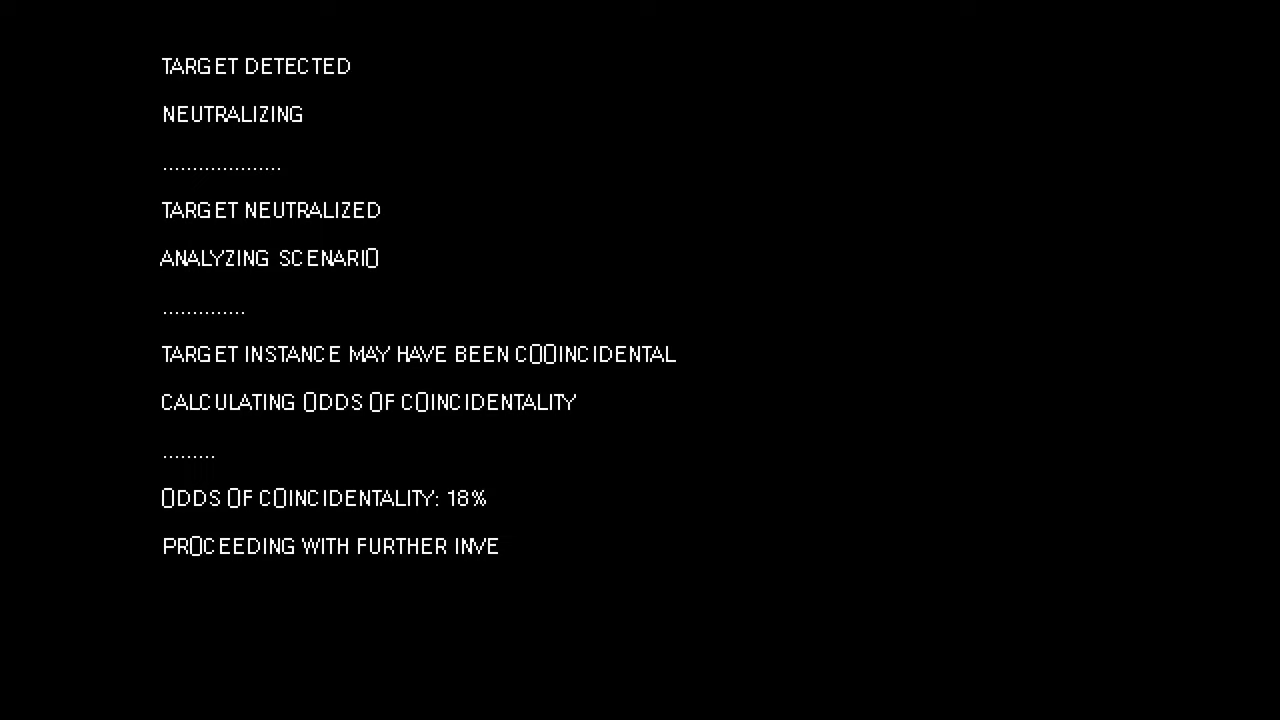 TARGET DETECTED
NEUTRALIZING
....................
TARGET NEUTRALIZED
ANALYZING SCENARIO
..............
TARGET INSTANCE MAY HAVE BEEN COOINCIDENTAL
CALCULATING ODDS OF COINCIDENTALITY
.........
ODDS OF COINCIDENTALITY: 18%
PROCEEDING WITH FURTHER INVE